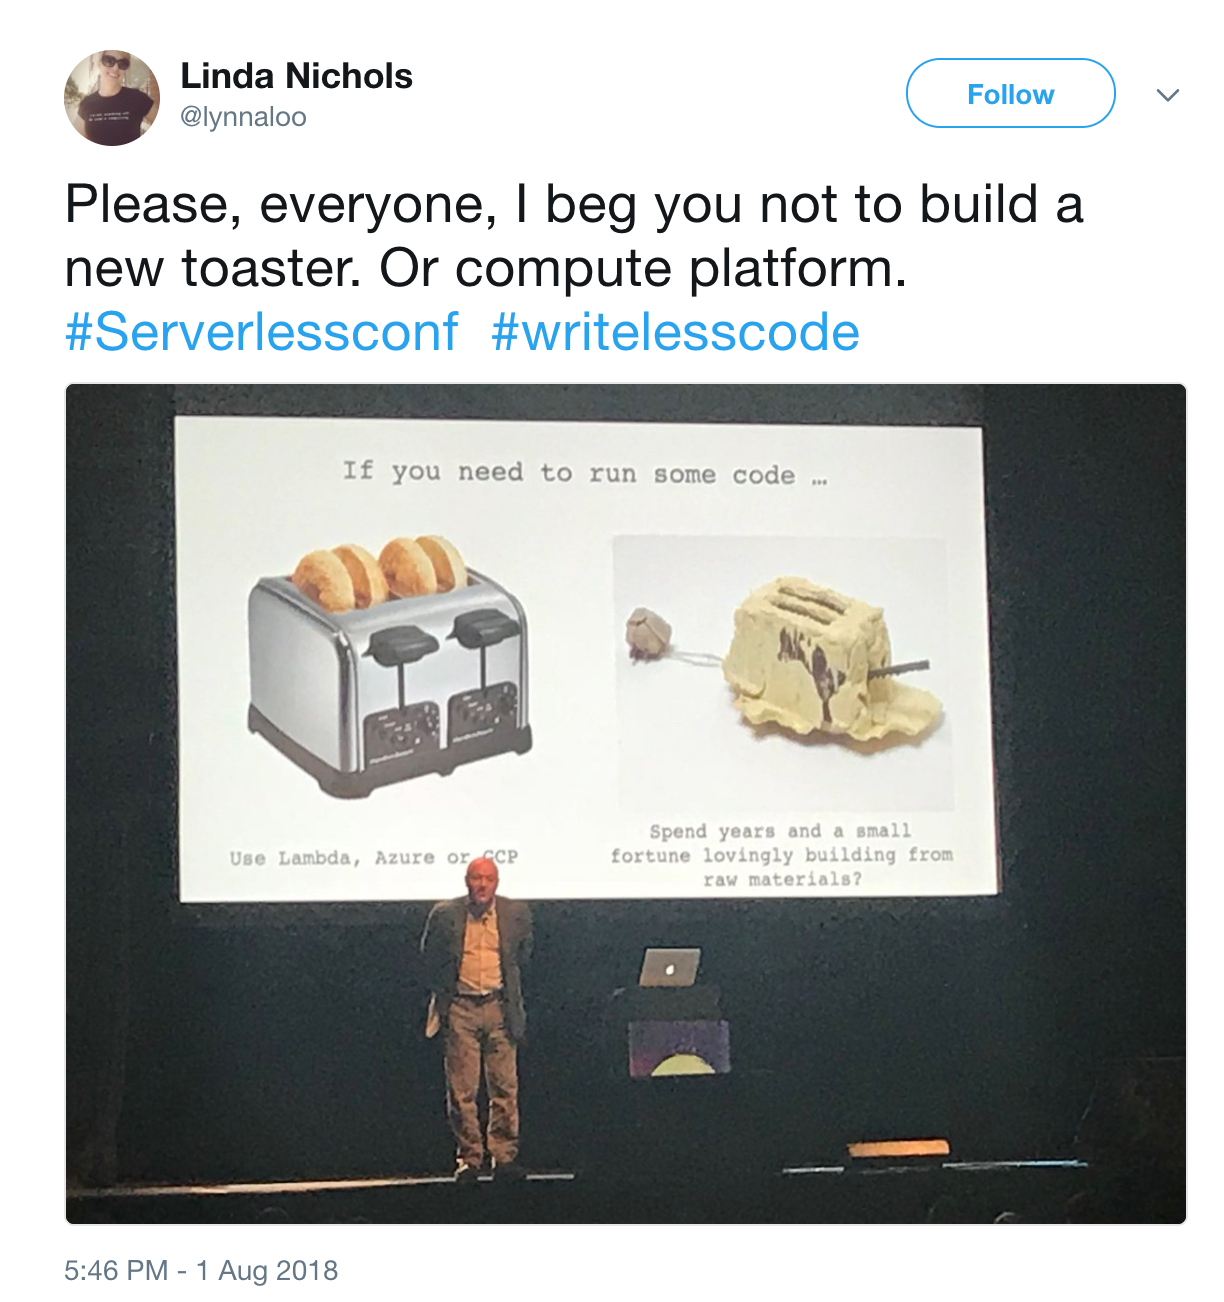 Linda Nichols
@lynnaloo
Follow
Please, everyone, I beg you not to build a
new toaster. Or compute platform.
#Serverlessconf #writelesscode
If you need to run some code ...
Use Lambda, Azure or GCP
Spend years and a small
fortune lovingly building from
raw materials?
5:46 PM - 1 Aug 2018